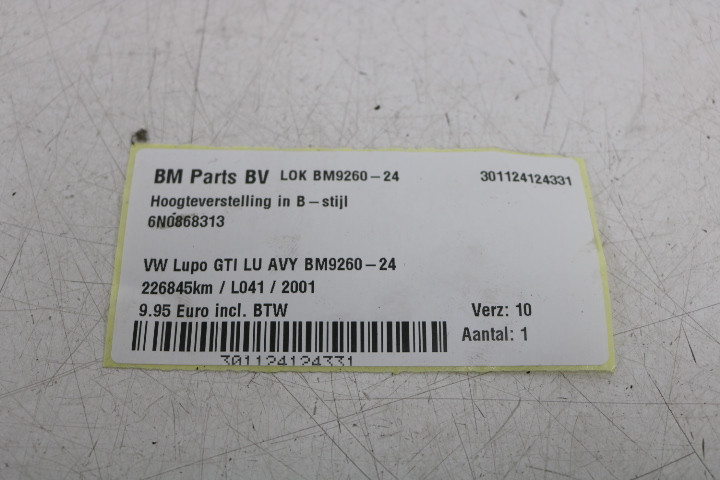 BM Parts BV LOK BM9260-24 301124124331
Hoogteverstelling in B-stijl
6N0868313
VW Lupo GTI LU AVY BM9260-24
226845km / L041 / 2001
9.95 Euro incl. BTW Verz: 10
Aantal: 1
301124124331